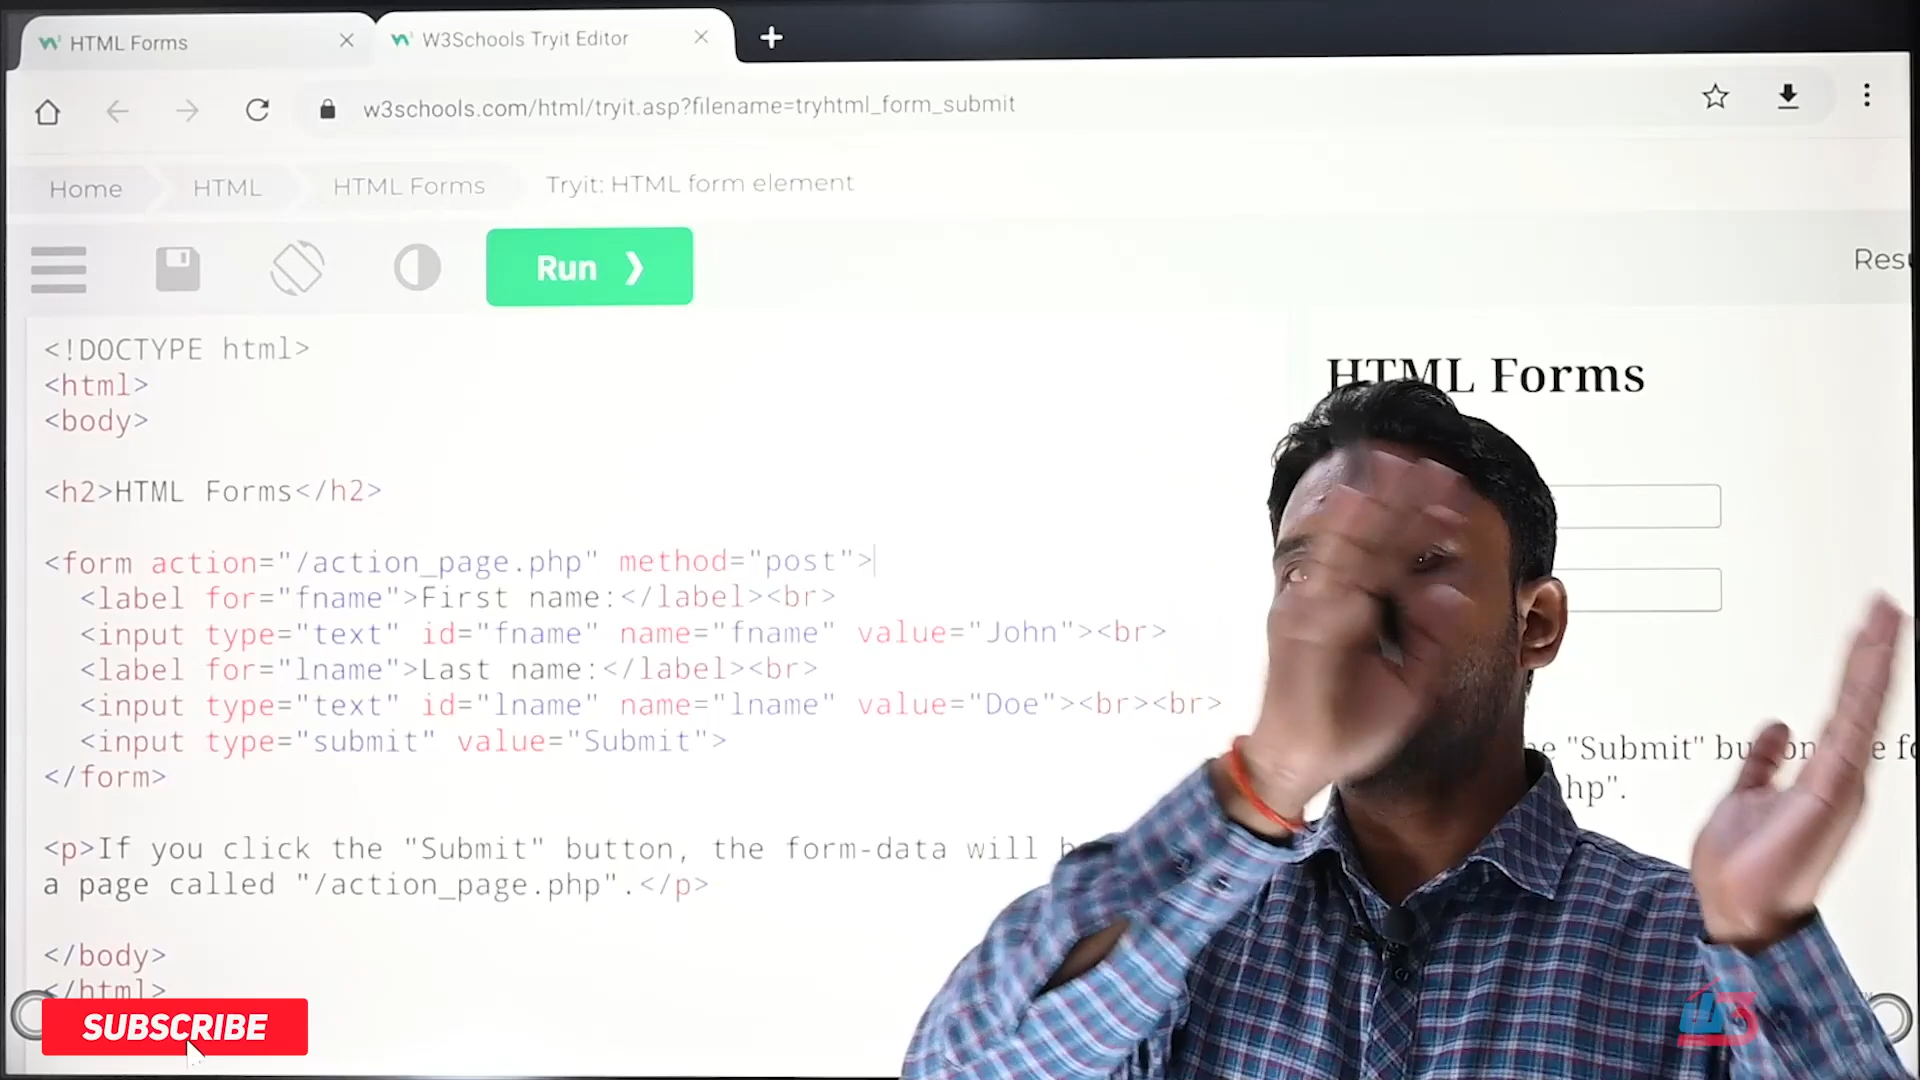 HTML Forms
W3Schools Tryit Editor
w3schools.com/html/tryit.asp?filename=tryhtml_form_submit
Home HTML HTML Forms Tryit: HTML form element
Run ❯
<!DOCTYPE html>
<html>
<body>
<h2>HTML Forms</h2>
<form action="/action_page.php" method="post">
<label for="fname">First name:</label><br>
<input type="text" id="fname" name="fname" value="John"><br>
<label for="lname">Last name:</label><br>
<input type="text" id="lname" name="lname" value="Doe"><br><br>
<input type="submit" value="Submit">
</form>
<p>If you click the "Submit" button, the form-data will
a page called "/action_page.php".</p>
</body>
</html>
HTML Forms
"Submit"
SUBSCRIBE